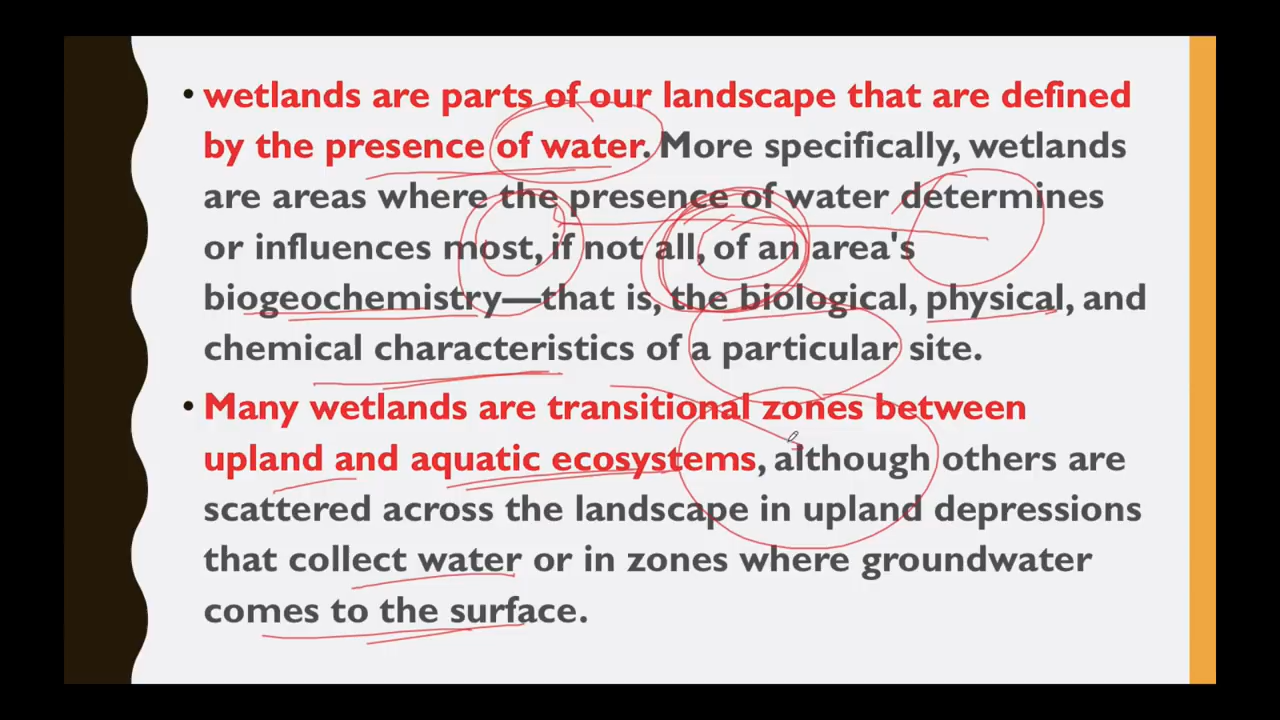 • wetlands are parts of our landscape that are defined
by the presence of water. More specifically, wetlands
are areas where the presence of water determines
or influences most, if not all, of an area's
biogeochemistry—that is, the biological, physical, and
chemical characteristics of a particular site.
• Many wetlands are transitional zones between
upland and aquatic ecosystems, although others are
scattered across the landscape in upland depressions
that collect water or in zones where groundwater
comes to the surface.